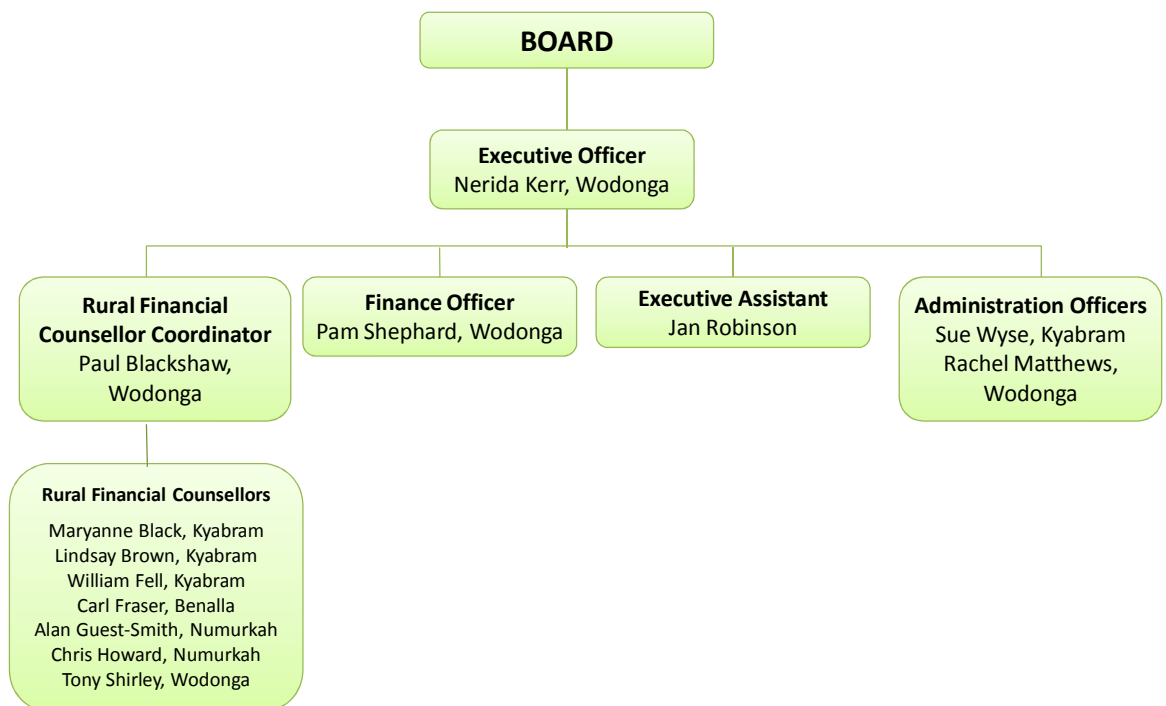 BOARD
Executive Officer
Nerida Kerr, Wodonga
Rural Financial
Counsellor Coordinator
Paul Blackshaw,
Wodonga
Finance Officer
Pam Shephard, Wodonga
Executive Assistant
Jan Robinson
Administration Officers
Sue Wyse, Kyabram
Rachel Matthews,
Wodonga
Rural Financial Counsellors
Maryanne Black, Kyabram
Lindsay Brown, Kyabram
William Fell, Kyabram
Carl Fraser, Benalla
Alan Guest-Smith, Numurkah
Chris Howard, Numurkah
Tony Shirley, Wodonga